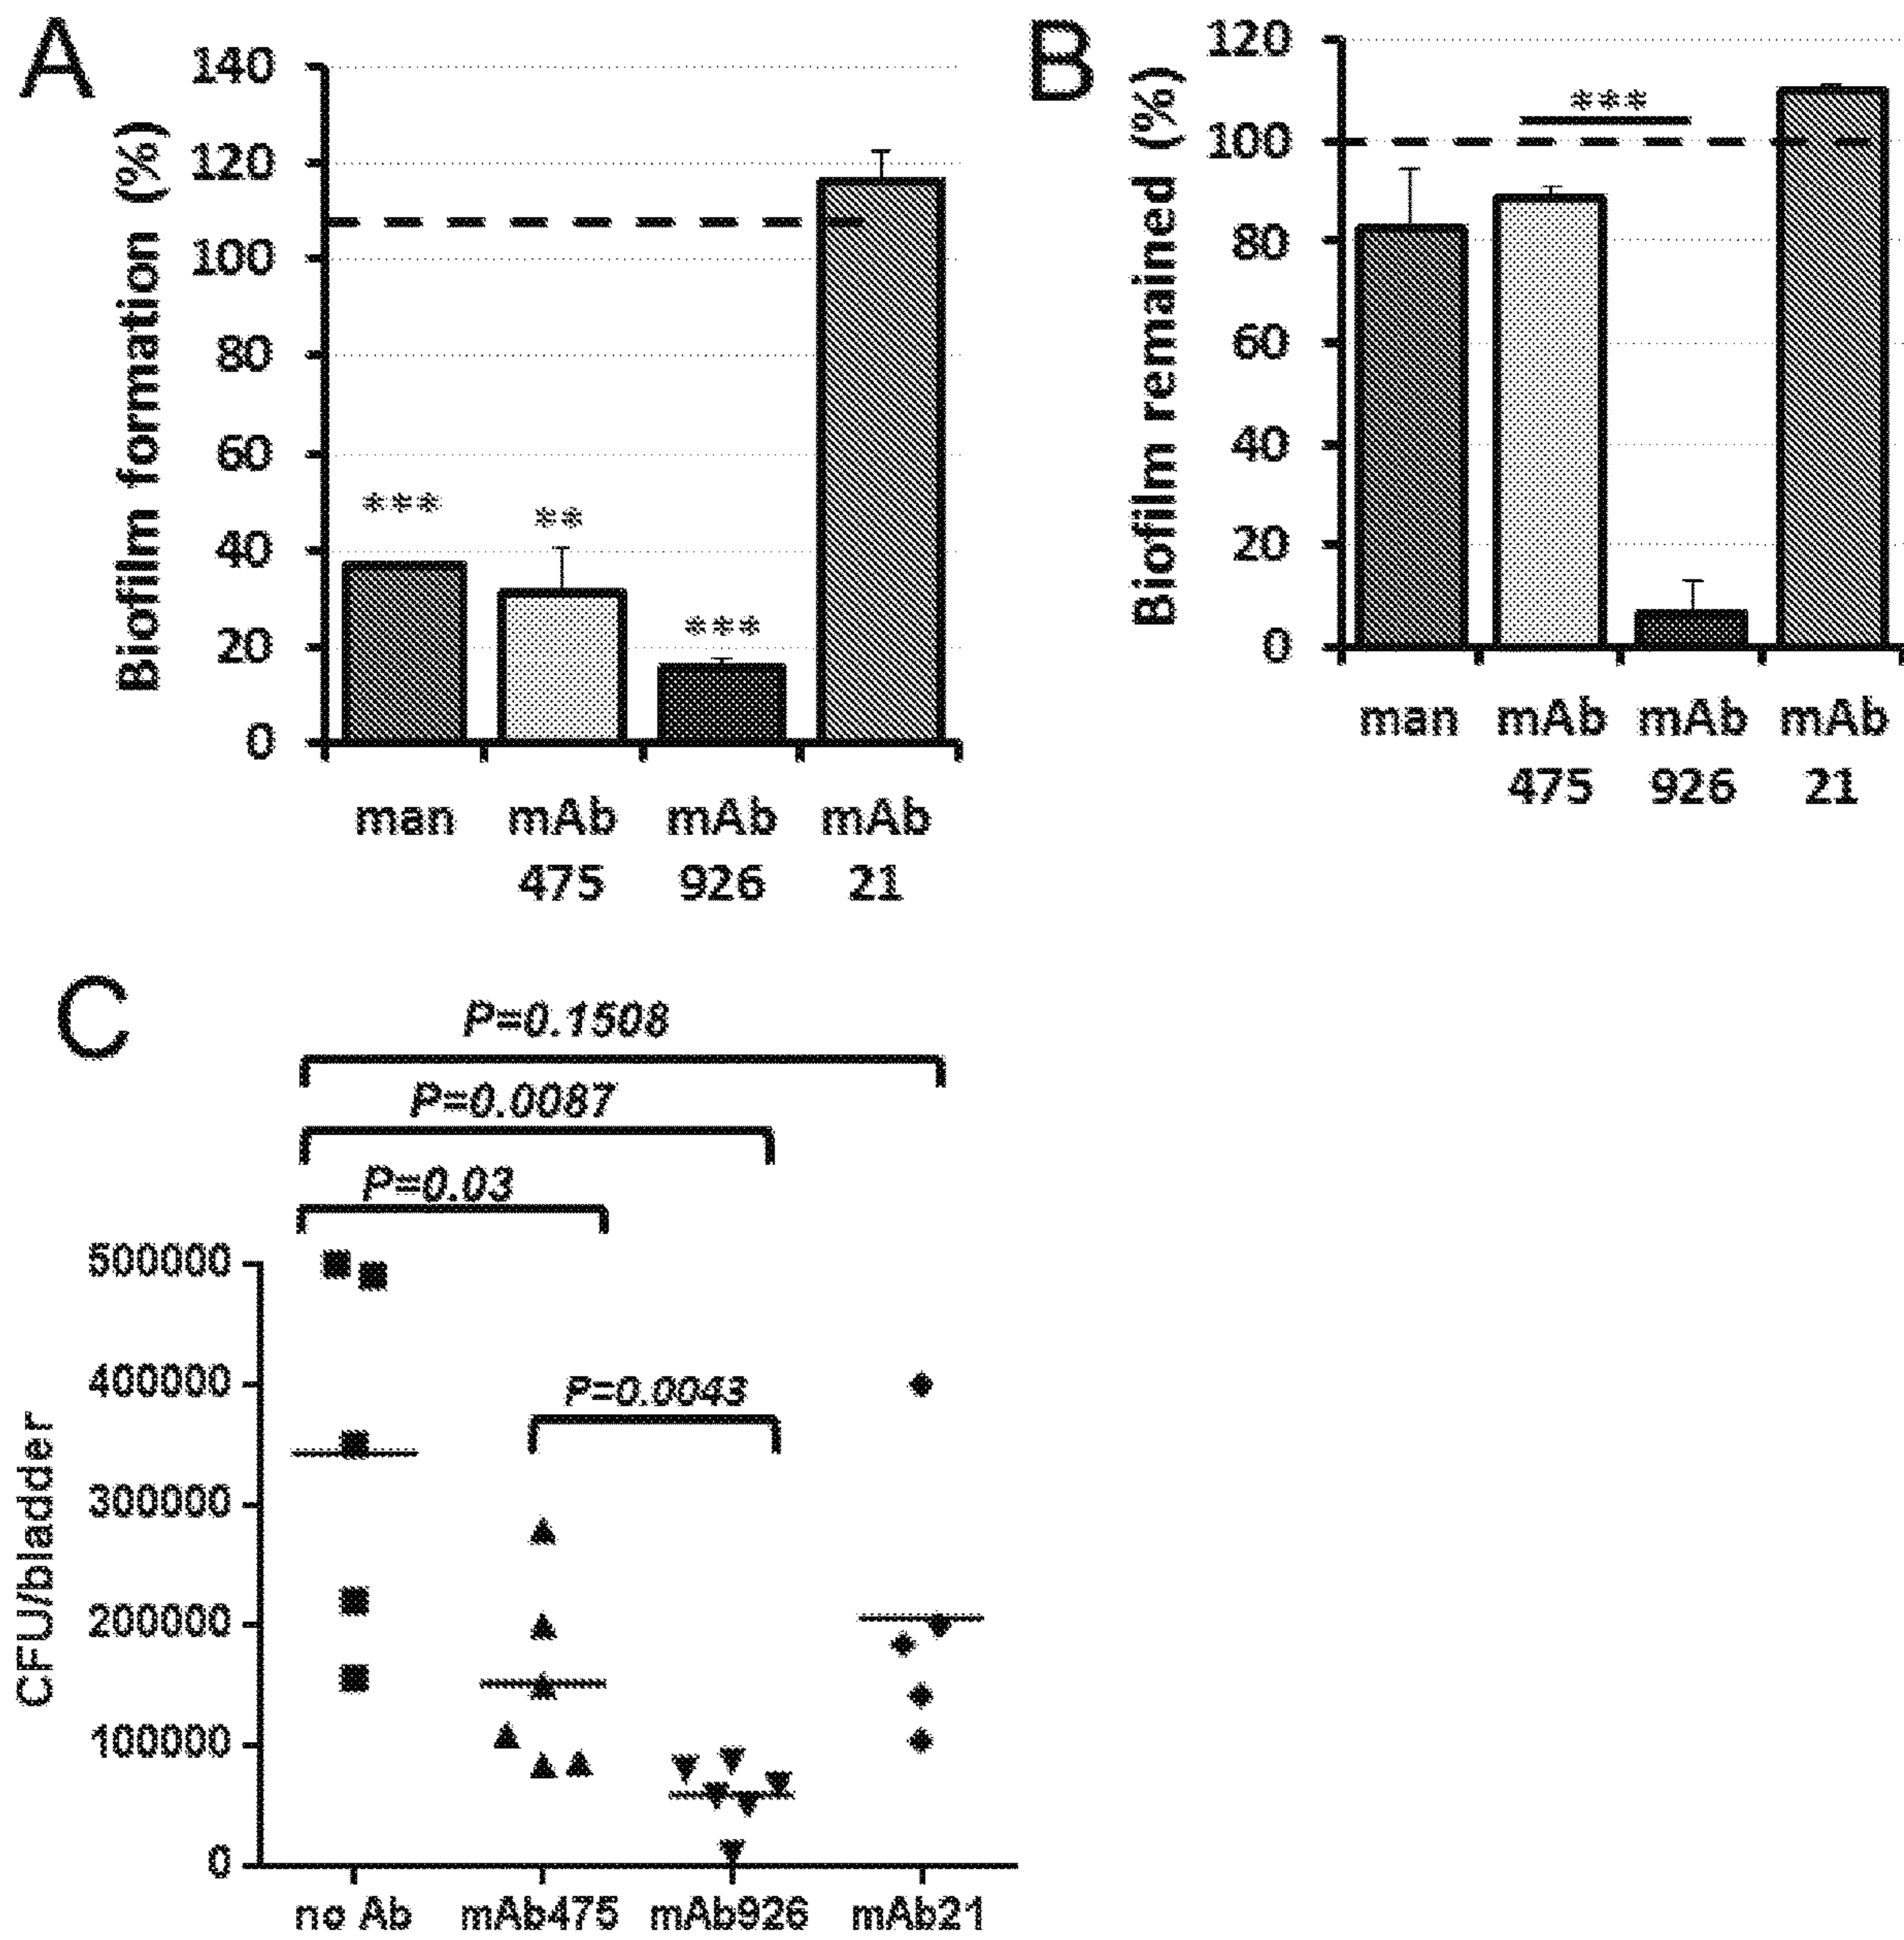 A
Biofilm formation (%)
140
120
100
80
60
40
20
0
***
**
***
man
mAb
475
mAb
926
mAb
21
B
Biofilm remained (%)
120
100
80
60
40
20
0
***
man
mAb
475
mAb
926
mAb
21
C
P=0.1508
P=0.0087
P=0.03
P=0.0043
CFU/bladder
500000
400000
300000
200000
100000
0
no Ab
mAb475
mAb926
mAb21